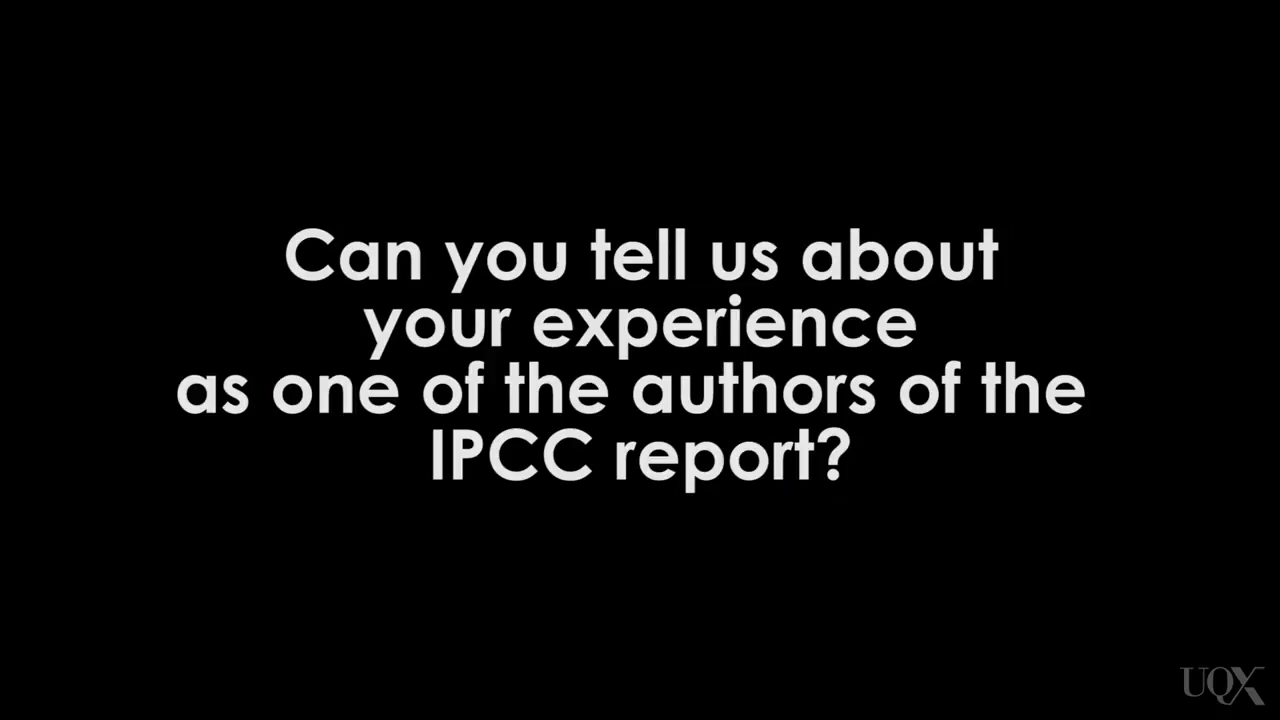 Can you tell us about
your experience
as one of the authors of the
IPCC report?
UQX